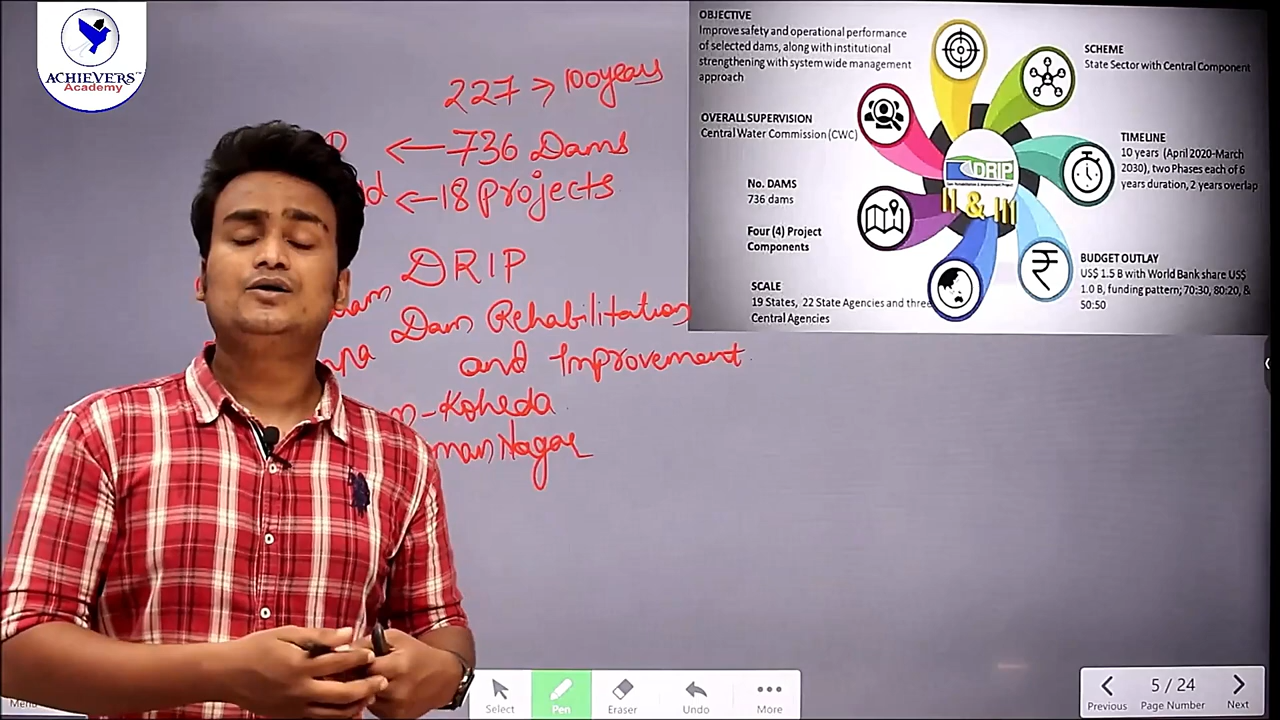 ACHIEVERS
Academy
227 → 100years
← 736 Dams
← 18 Projects
DRIP
Dam Rehabilitation
and Improvement
Koheda
Nagar
OBJECTIVE
Improve safety and operational performance
of selected dams, along with institutional
strengthening with system wide management
approach
OVERALL SUPERVISION
Central Water Commission (CWC)
No. DAMS
736 dams
Four (4) Project
Components
SCALE
19 States, 22 State Agencies and three
Central Agencies
DRIP
II & III
SCHEME
State Sector with Central Component
TIMELINE
10 years (April 2020-March
2030), two Phases each of 6
years duration, 2 years overlap
BUDGET OUTLAY
US$ 1.5 B with World Bank share US$
1.0 B, funding pattern; 70:30, 80:20, &
50:50
Menu
Select
Pen
Eraser
Undo
More
Previous
5 / 24
Page Number
Next